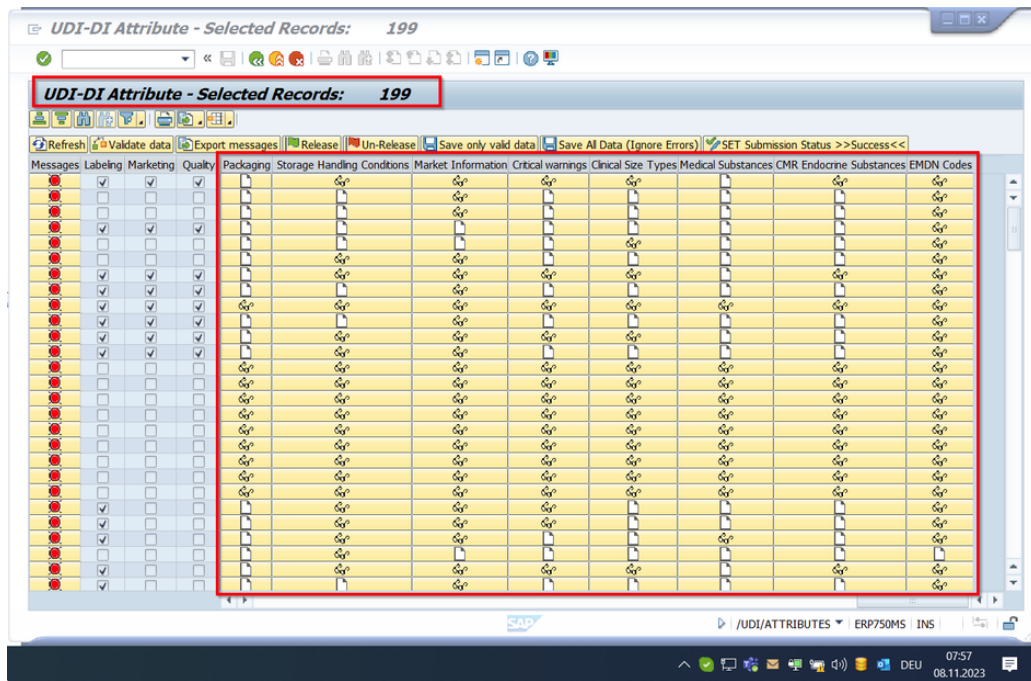 UDI-DI Attribute - Selected Records: 199
UDI-DI Attribute - Selected Records: 199
Refresh Validate data Export messages Release Un-Release Save only valid data Save All Data (Ignore Errors) SET Submission Status >>Success<<
Messages Labeling Marketing Quality Packaging Storage Handling Conditions Market Information Critical warnings Clinical Size Types Medical Substances CMR Endocrine Substances EMDN Codes
SAP
/UDI/ATTRIBUTES ERP750MS INS
07:57
DEU
08.11.2023